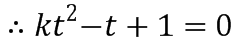 ∴ kt² − t + 1 = 0